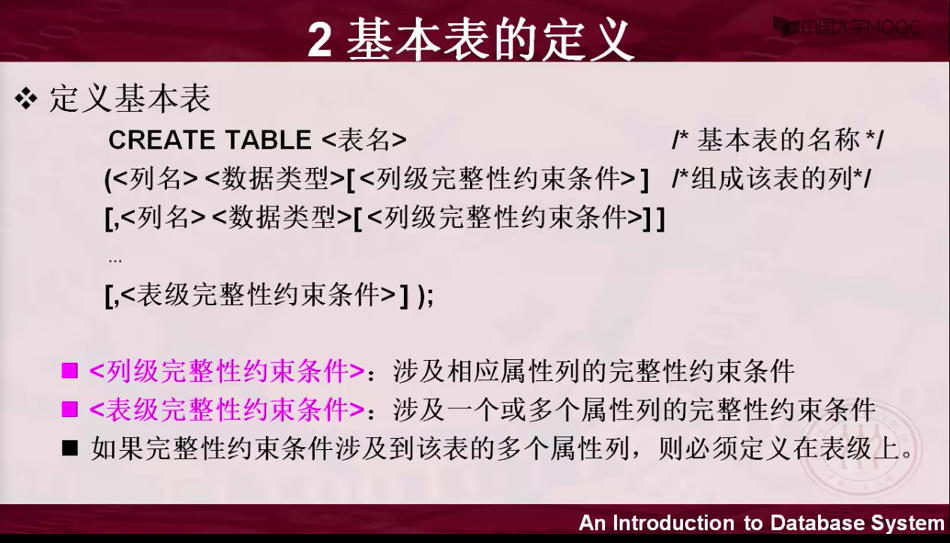 2 基本表的定义
中国大学MOOC
❖ 定义基本表
CREATE TABLE <表名> /* 基本表的名称 */
(<列名> <数据类型>[ <列级完整性约束条件> ] /*组成该表的列*/
[,<列名> <数据类型>[ <列级完整性约束条件>] ]
…
[,<表级完整性约束条件> ] );
■ <列级完整性约束条件>：涉及相应属性列的完整性约束条件
■ <表级完整性约束条件>：涉及一个或多个属性列的完整性约束条件
■ 如果完整性约束条件涉及到该表的多个属性列，则必须定义在表级上。
An Introduction to Database System